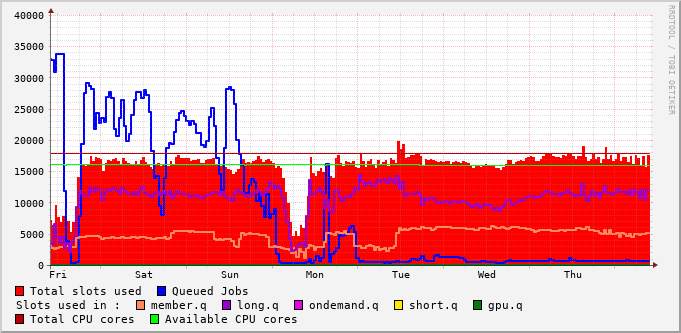 40000
35000
30000
25000
20000
15000
10000
5000
0
Fri Sat Sun Mon Tue Wed Thu
Total slots used Queued Jobs
Slots used in : member.q long.q ondemand.q short.q gpu.q
Total CPU cores Available CPU cores
RRDTOOL / TOBI OETIKER